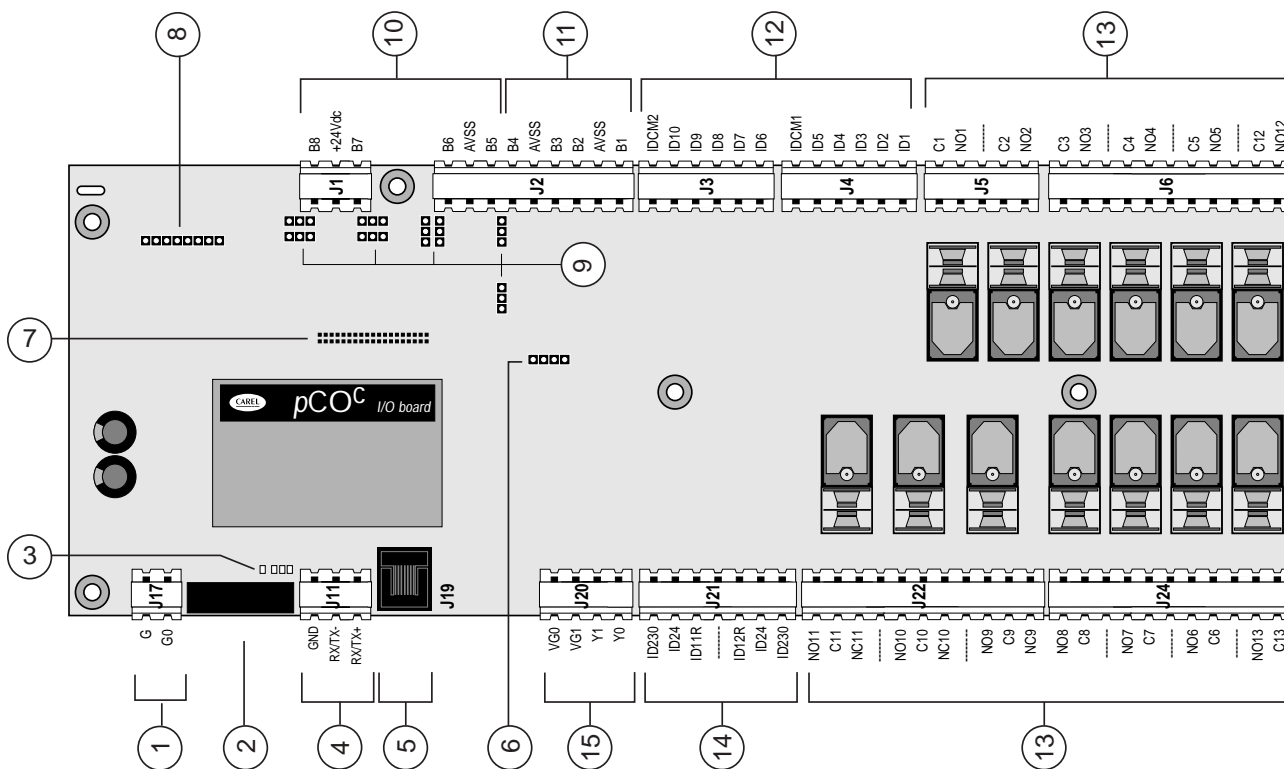 8
10
11
12
13
B8
+24Vdc
B7
B6
AVSS
B5
B4
AVSS
B3
B2
AVSS
B1
IDCM2
ID10
ID9
ID8
ID7
ID6
IDCM1
ID5
ID4
ID3
ID2
ID1
C1
NO1
C2
NO2
C3
NO3
C4
NO4
C5
NO5
C12
NO12
J1
J2
J3
J4
J5
J6
9
7
6
CAREL pCOC I/O board
3
J17
J11
J19
J20
J21
J22
J24
G
G0
GND
RX/TX-
RX/TX+
VG0
VG1
Y1
Y0
ID230
ID24
ID11R
ID12R
ID24
ID230
NO11
C11
NC11
NO10
C10
NC10
NO9
C9
NC9
NO8
C8
NO7
C7
NO6
C6
NO13
C13
1
2
4
5
15
14
13